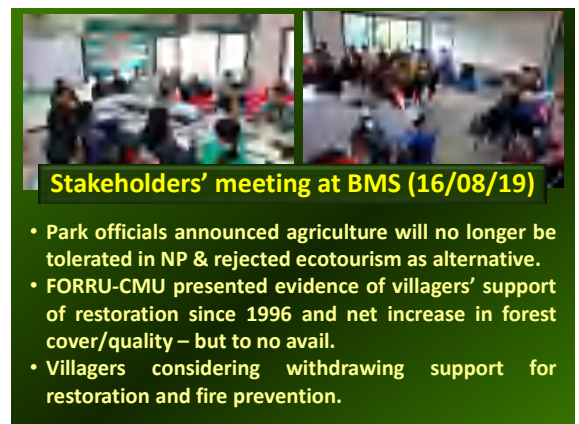 Stakeholders’ meeting at BMS (16/08/19)
• Park officials announced agriculture will no longer be
tolerated in NP & rejected ecotourism as alternative.
• FORRU-CMU presented evidence of villagers’ support
of restoration since 1996 and net increase in forest
cover/quality – but to no avail.
• Villagers considering withdrawing support for
restoration and fire prevention.